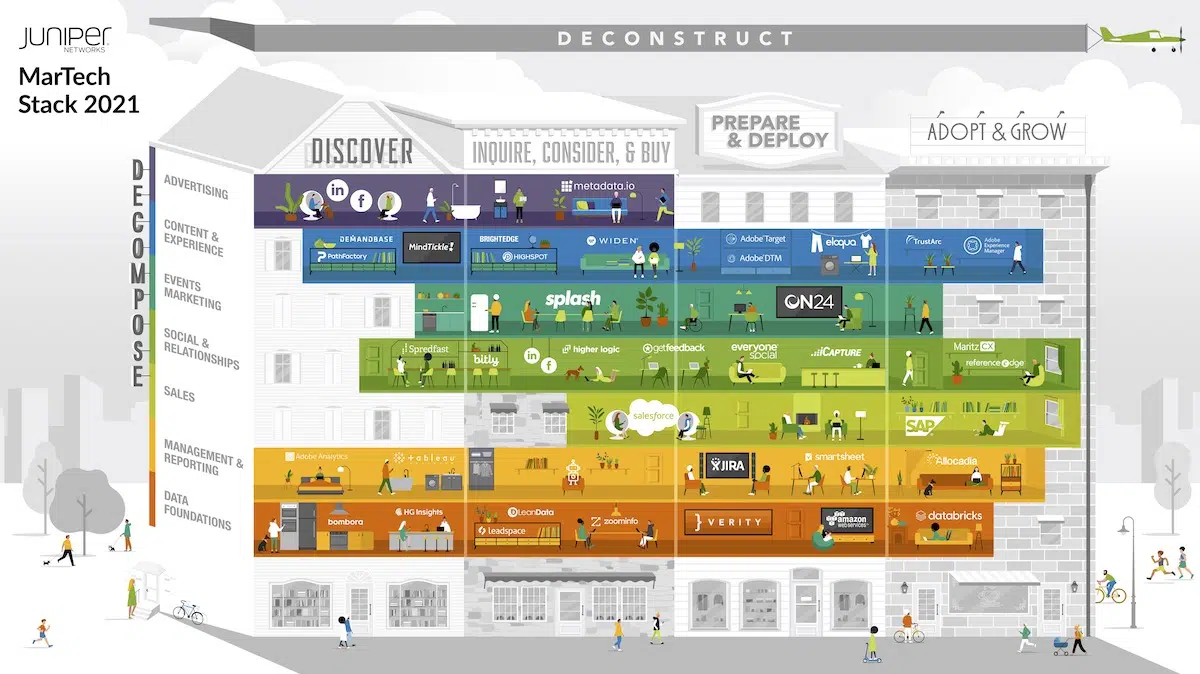 JUNIPER
NETWORKS
MarTech
Stack 2021
DECONSTRUCT
DECOMPOSE
DISCOVER
INQUIRE, CONSIDER, & BUY
PREPARE
& DEPLOY
ADOPT & GROW
ADVERTISING
in
f
metadata.io
CONTENT &
EXPERIENCE
DEMANDBASE
PathFactory
MindTickle!
BRIGHTEDGE
HIGHSPOT
WIDEN
Adobe Target
Adobe DTM
eloqua
TrustArc
Adobe
Experience
Manager
EVENTS
MARKETING
splash
ON24
SOCIAL &
RELATIONSHIPS
Spredfast
bitly
in
f
higher logic
getfeedback
everyone
social
iCAPTURE
Maritz CX
reference edge
SALES
salesforce
SAP
MANAGEMENT &
REPORTING
Adobe Analytics
+ableau
JIRA
smartsheet
Allocadia
DATA
FOUNDATIONS
bombora
HG Insights
LeanData
Leadspace
zoominfo
VERITY
amazon
webservices
databricks